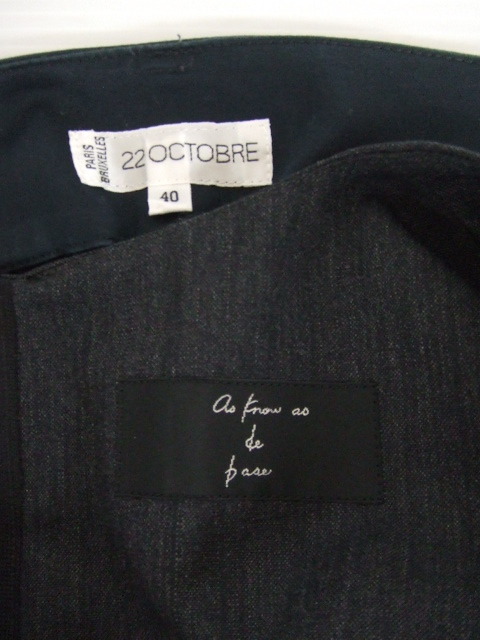 PARIS
BRUXELLES
22 OCTOBRE
40
As know as
de
base